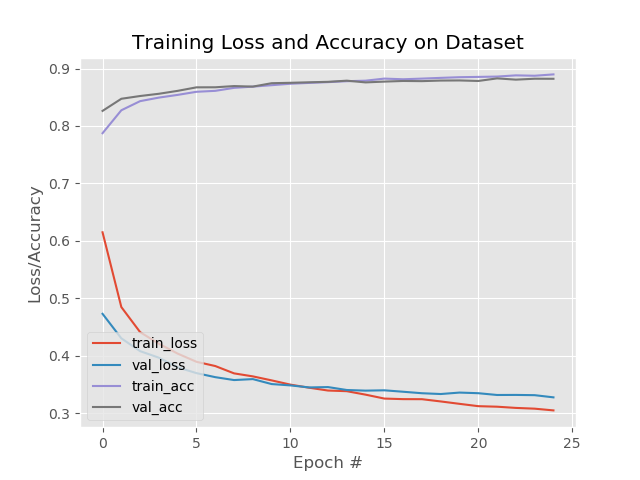 Training Loss and Accuracy on Dataset
0.9
0.8
0.7
0.6
0.5
0.4
0.3
Loss/Accuracy
train_loss
val_loss
train_acc
val_acc
0 5 10 15 20 25
Epoch #